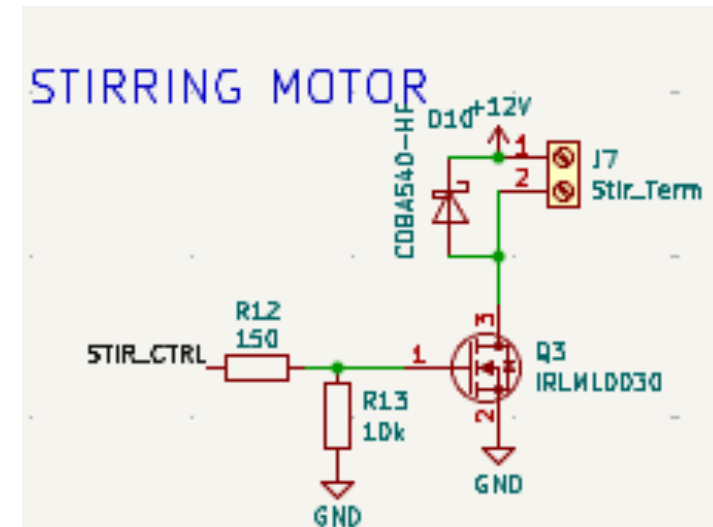 STIRRING MOTOR
+12V
D10
CDBA540-HF
1
2
J7
Stir_Term
R12
150
STIR_CTRL
1
3
2
Q3
IRLML0030
R13
10k
GND
GND